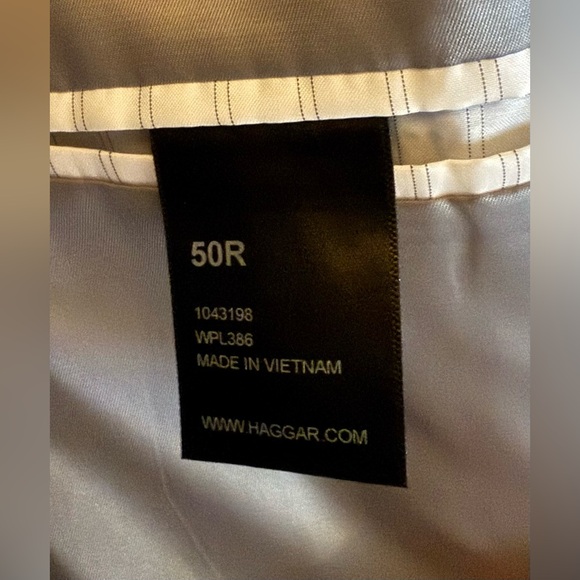 50R
1043198
WPL386
MADE IN VIETNAM
WWW.HAGGAR.COM